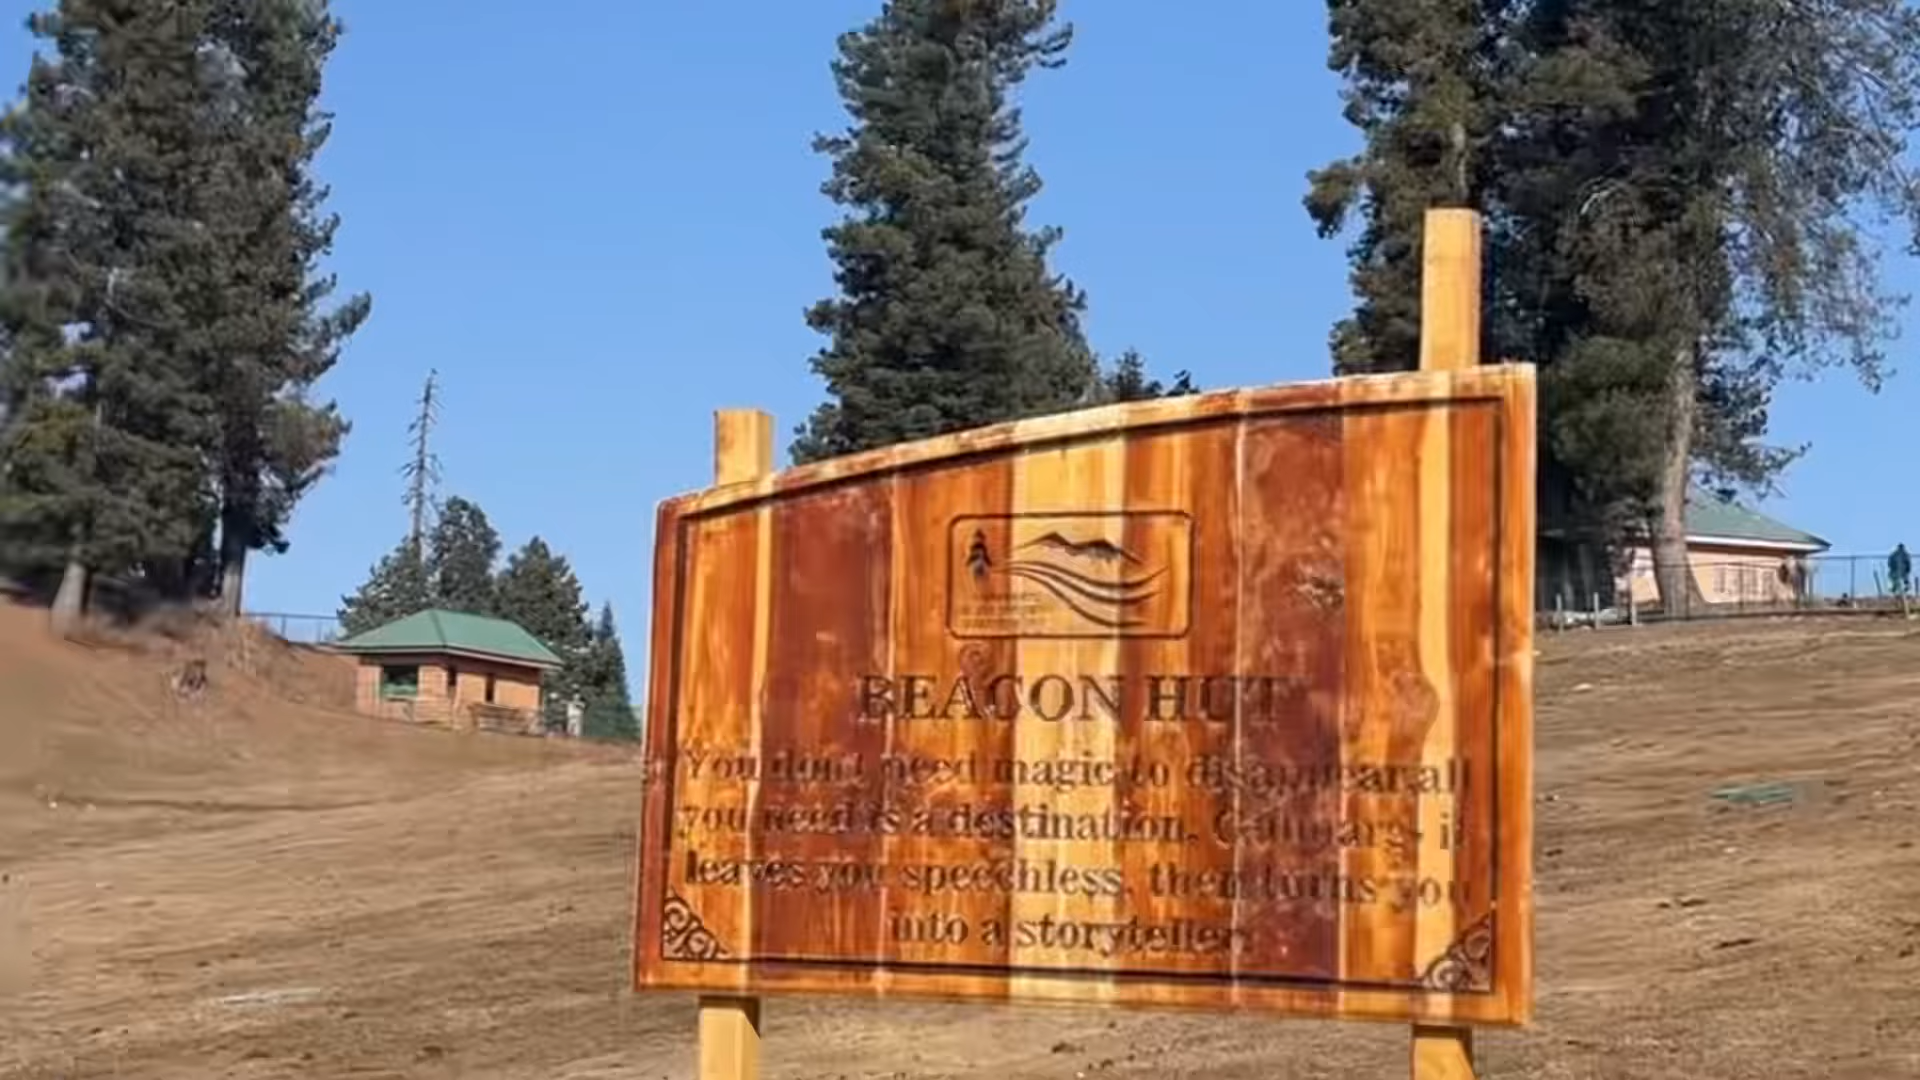 BEACON HUT
You don't need magic to disappear, all
you need is a destination. Gulmarg- it
leaves you speechless, then turns you
into a storyteller.